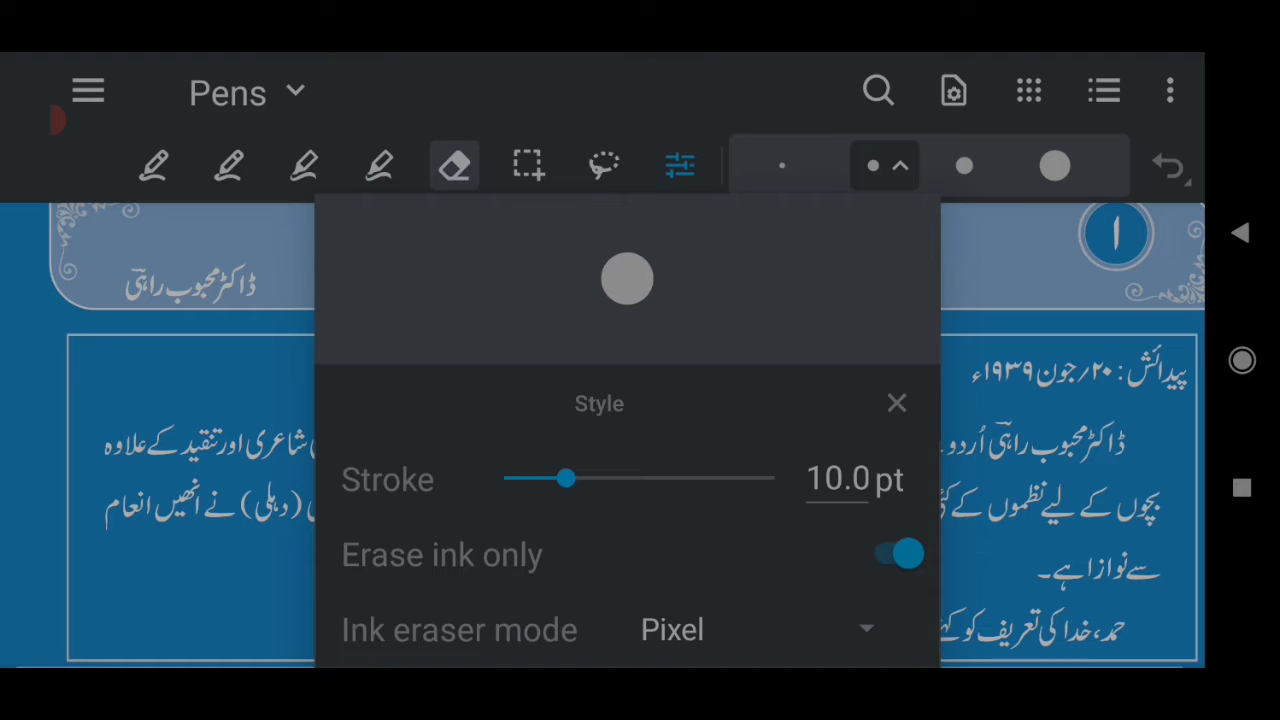 Pens
ڈاکٹر محبوب راہیؔ
۱
Style
Stroke
10.0 pt
Erase ink only
Ink eraser mode
Pixel
پیدائش : ۲۰؍جون ۱۹۳۹ء
ڈاکٹر محبوب راہیؔ اُردو
شاعری اور تنقید کے علاوہ
بچوں کے لیے نظموں کے
(دہلی) نے انھیں انعام
سے نوازا ہے۔
حمد، خدا کی تعریف کو